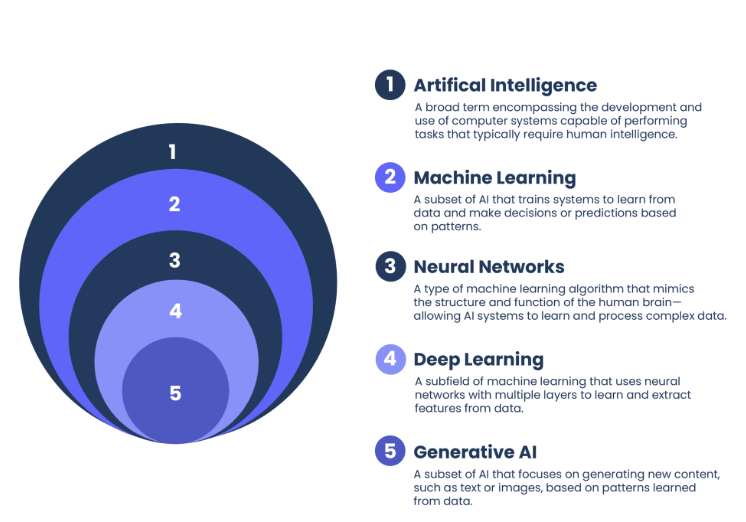 1
2
3
4
5
1 Artifical Intelligence
A broad term encompassing the development and
use of computer systems capable of performing
tasks that typically require human intelligence.
2 Machine Learning
A subset of AI that trains systems to learn from
data and make decisions or predictions based
on patterns.
3 Neural Networks
A type of machine learning algorithm that mimics
the structure and function of the human brain—
allowing AI systems to learn and process complex data.
4 Deep Learning
A subfield of machine learning that uses neural
networks with multiple layers to learn and extract
features from data.
5 Generative AI
A subset of AI that focuses on generating new content,
such as text or images, based on patterns learned
from data.